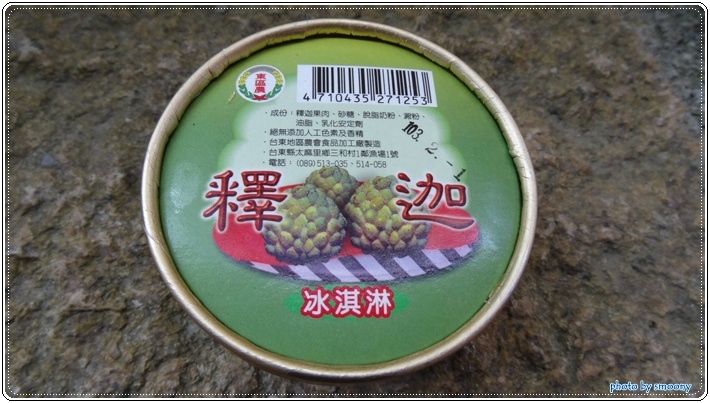 東區農會
4 710435 271253
・成份：釋迦果肉、砂糖、脫脂奶粉、澱粉、
油脂、乳化安定劑
・絕無添加人工色素及香精
・台東地區農會食品加工廠製造
・台東縣太麻里鄉三和村1鄰漁場1號
・電話：(089)513-035、514-058
103. 2. -1
釋迦
冰淇淋
photo by smoony